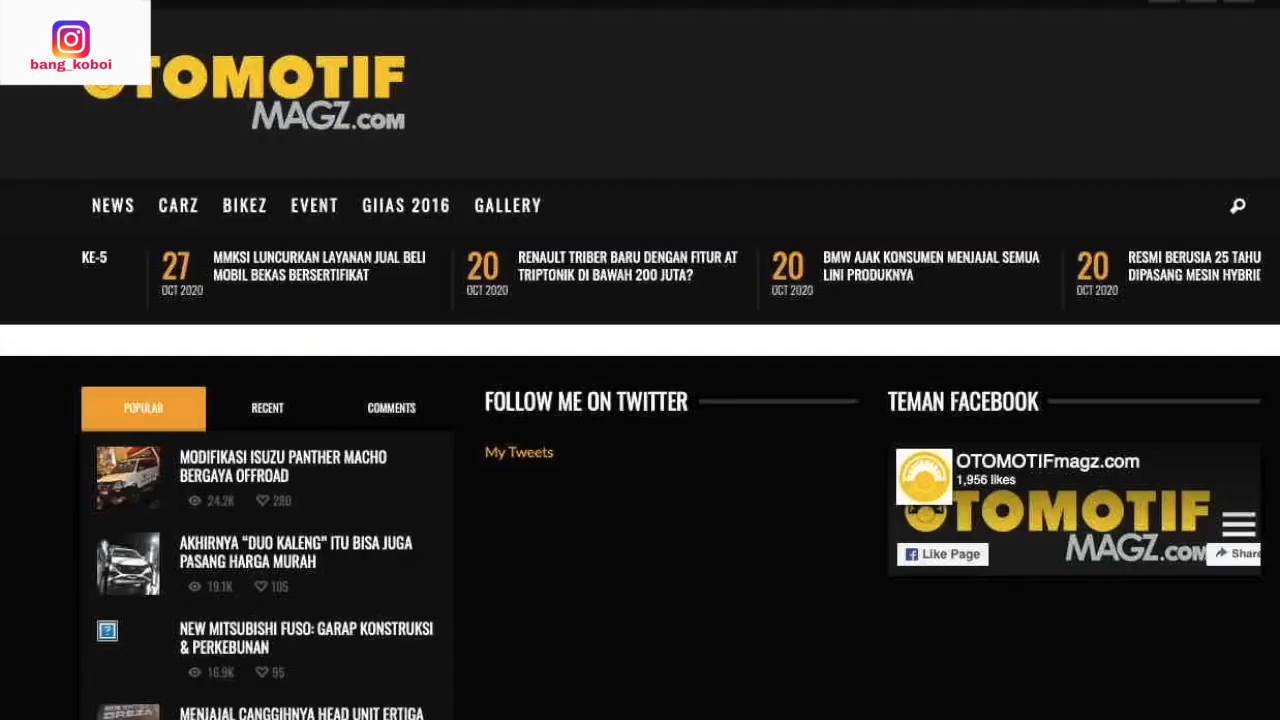 bang_koboi
OTOMOTIF
MAGZ.COM
NEWS CARZ BIKEZ EVENT GIIAS 2016 GALLERY
KE-5
27
OCT 2020
MMKSI LUNCURKAN LAYANAN JUAL BELI
MOBIL BEKAS BERSERTIFIKAT
20
OCT 2020
RENAULT TRIBER BARU DENGAN FITUR AT
TRIPTONIK DI BAWAH 200 JUTA?
20
OCT 2020
BMW AJAK KONSUMEN MENJAJAL SEMUA
LINI PRODUKNYA
20
OCT 2020
RESMI BERUSIA 25 TAHU
DIPASANG MESIN HYBRID
POPULAR RECENT COMMENTS
MODIFIKASI ISUZU PANTHER MACHO
BERGAYA OFFROAD
24.2K 280
AKHIRNYA “DUO KALENG” ITU BISA JUGA
PASANG HARGA MURAH
19.1K 105
NEW MITSUBISHI FUSO: GARAP KONSTRUKSI
& PERKEBUNAN
16.9K 95
MENJAJAL CANGGIHNYA HEAD UNIT ERTIGA
FOLLOW ME ON TWITTER
My Tweets
TEMAN FACEBOOK
OTOMOTIFmagz.com
1,956 likes
OTOMOTIF
MAGZ.COM
Like Page
Share